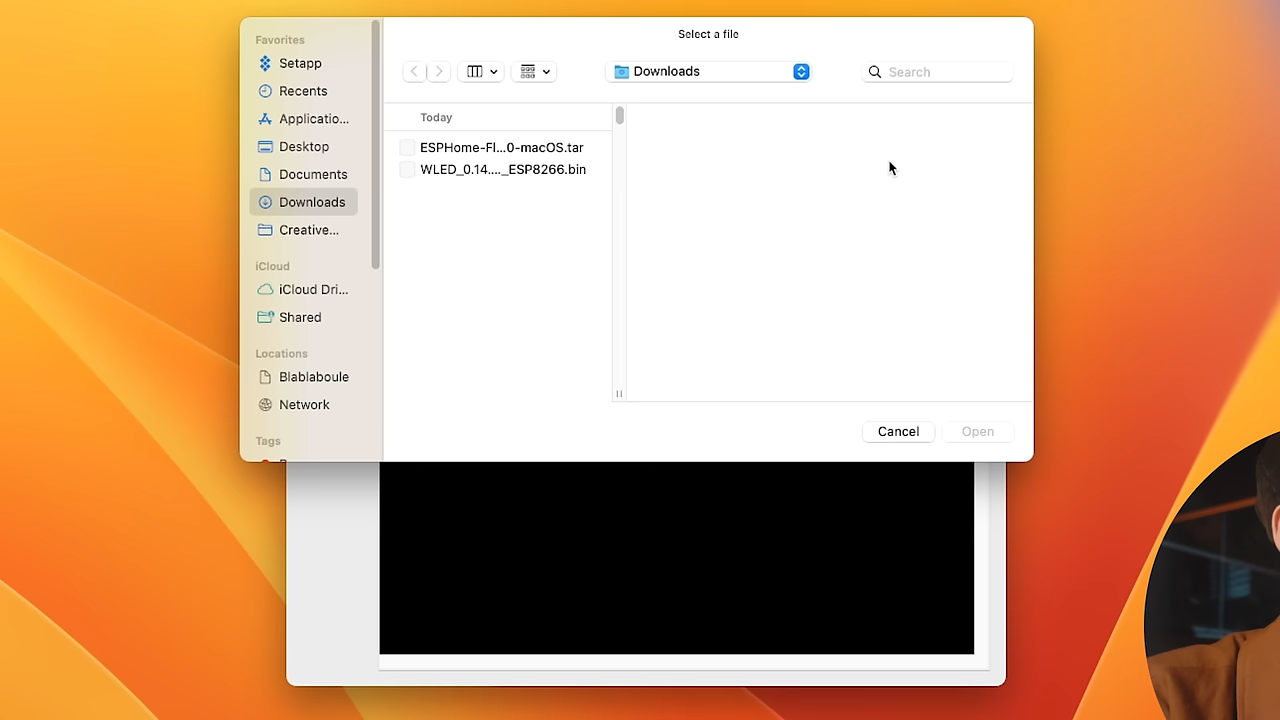 Select a file
Favorites
Setapp
Recents
Applicatio...
Desktop
Documents
Downloads
Creative...
iCloud
iCloud Dri...
Shared
Locations
Blablaboule
Network
Tags
Downloads
Search
Today
ESPHome-Fl...0-macOS.tar
WLED_0.14...._ESP8266.bin
Cancel
Open